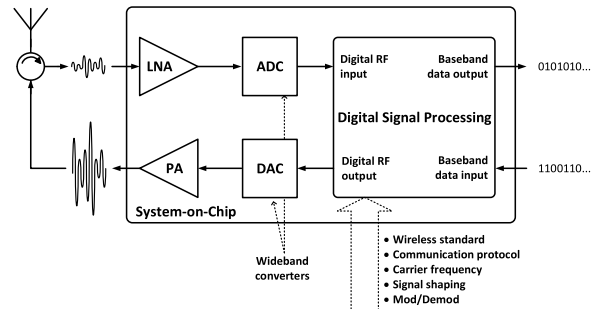 LNA
ADC
Digital RF
input
Baseband
data output
0101010...
Digital Signal Processing
PA
DAC
Digital RF
output
Baseband
data input
1100110...
System-on-Chip
Wideband
converters
• Wireless standard
• Communication protocol
• Carrier frequency
• Signal shaping
• Mod/Demod